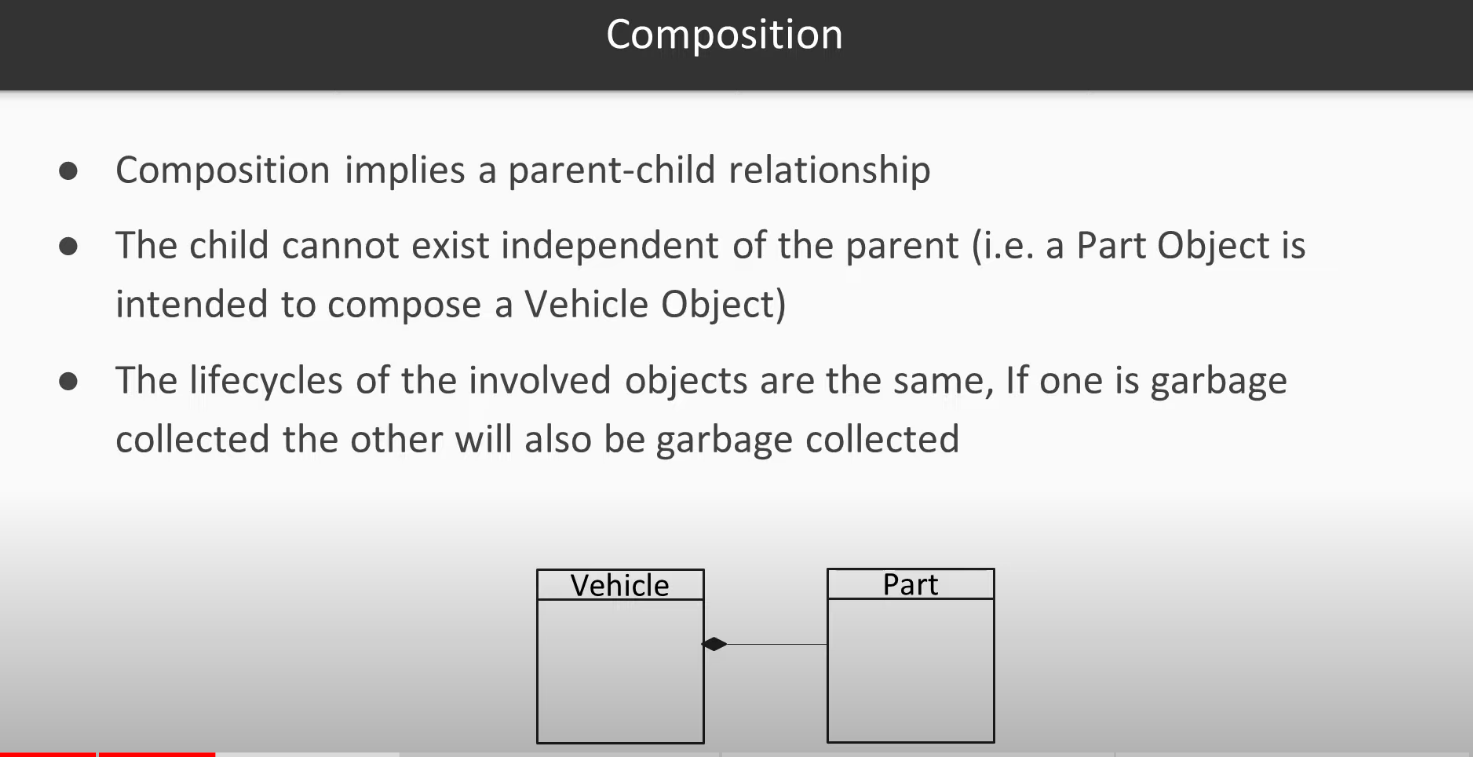 Composition
● Composition implies a parent-child relationship
● The child cannot exist independent of the parent (i.e. a Part Object is
intended to compose a Vehicle Object)
● The lifecycles of the involved objects are the same, If one is garbage
collected the other will also be garbage collected
Vehicle
Part